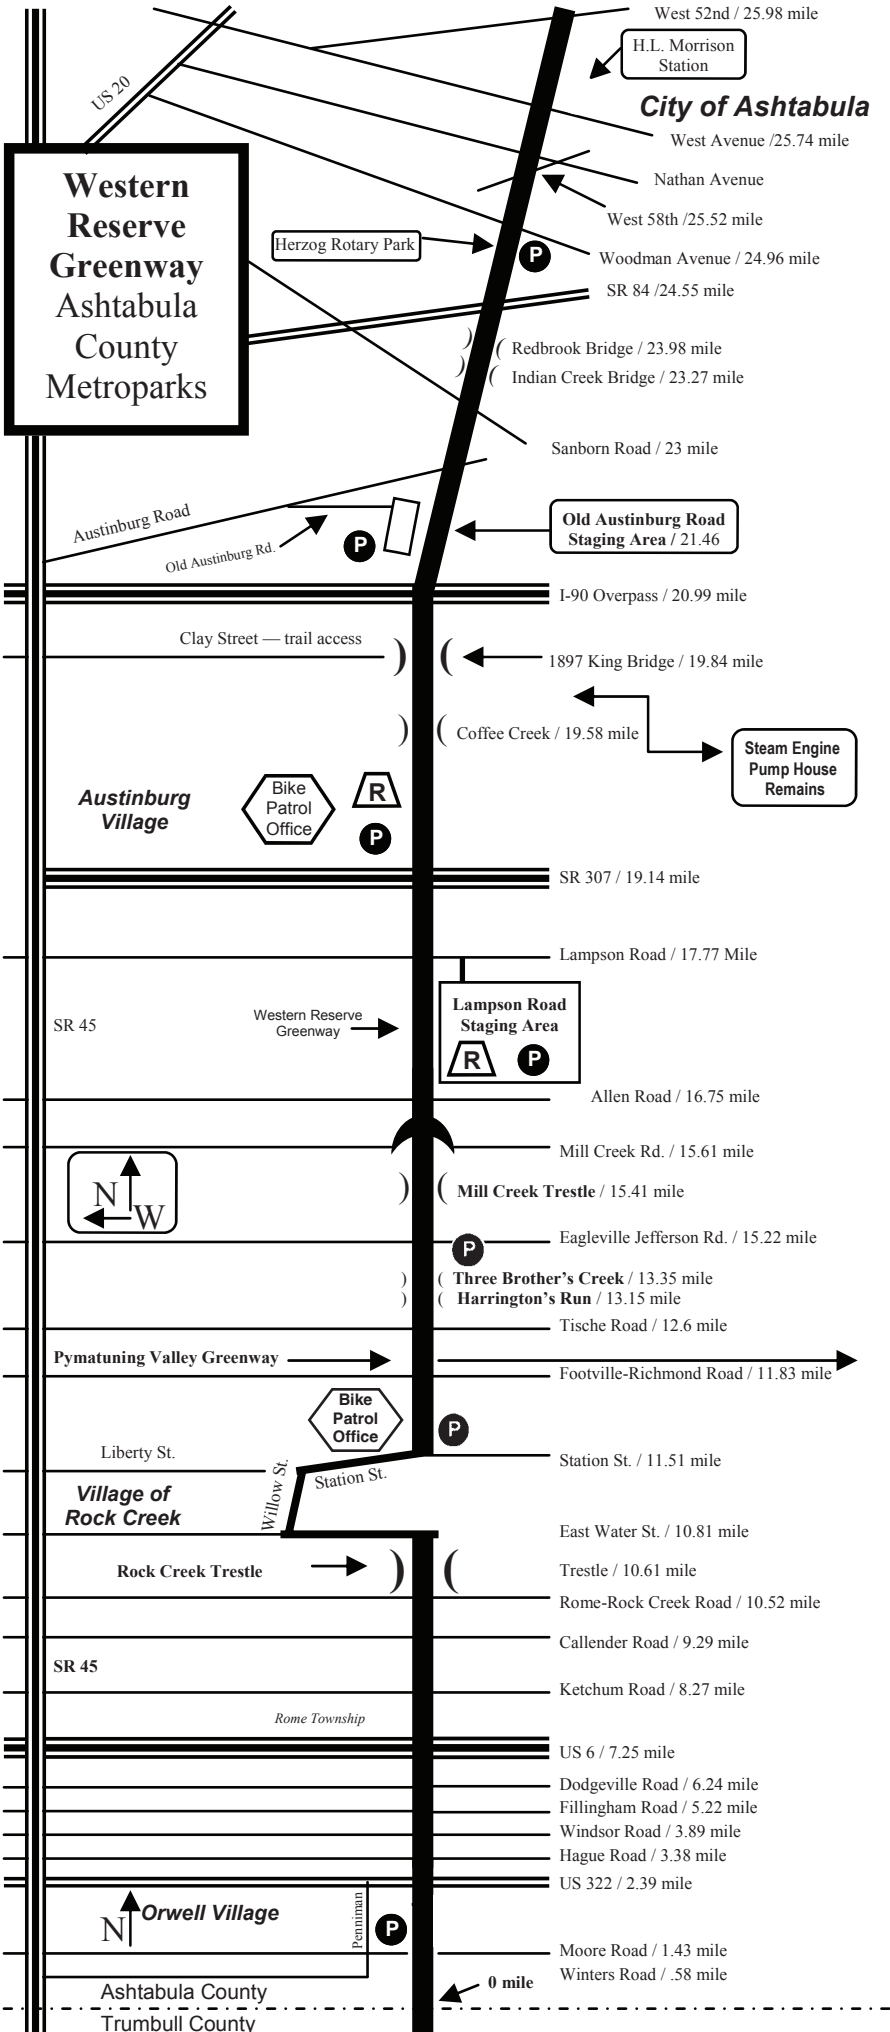 West 52nd / 25.98 mile
H.L. Morrison
Station
US 20
City of Ashtabula
West Avenue /25.74 mile
Western
Reserve
Greenway
Ashtabula
County
Metroparks
Nathan Avenue
West 58th/25.52 mile
Herzog Rotary Park
P
Woodman Avenue / 24.96 mile
SR 84 /24.55 mile
Redbrook Bridge / 23.98 mile
Indian Creek Bridge / 23.27 mile
Sanborn Road / 23 mile
Austinburg Road
Old Austinburg Road
Staging Area / 21.46
P
Old Austinburg Rd.
I-90 Overpass / 20.99 mile
Clay Street — trail access
1897 King Bridge / 19.84 mile
Coffee Creek / 19.58 mile
Steam Engine
Pump House
Remains
Austinburg
Village
Bike
Patrol
Office
R
P
SR 307 / 19.14 mile
Lampson Road / 17.77 Mile
SR 45
Western Reserve
Greenway
Lampson Road
Staging Area
R P
Allen Road / 16.75 mile
Mill Creek Rd. / 15.61 mile
N
W
Mill Creek Trestle / 15.41 mile
Eagleville Jefferson Rd. / 15.22 mile
P
Three Brother's Creek / 13.35 mile
Harrington's Run / 13.15 mile
Tische Road / 12.6 mile
Pymatuning Valley Greenway
Footville-Richmond Road / 11.83 mile
Bike
Patrol
Office
P
Liberty St.
Station St. / 11.51 mile
Station St.
Willow St.
Village of
Rock Creek
East Water St. / 10.81 mile
Rock Creek Trestle
Trestle / 10.61 mile
Rome-Rock Creek Road / 10.52 mile
Callender Road / 9.29 mile
SR 45
Ketchum Road / 8.27 mile
Rome Township
US 6 / 7.25 mile
Dodgeville Road / 6.24 mile
Fillingham Road / 5.22 mile
Windsor Road / 3.89 mile
Hague Road / 3.38 mile
US 322 / 2.39 mile
N
Orwell Village
Penniman
P
Moore Road / 1.43 mile
Winters Road / .58 mile
0 mile
Ashtabula County
Trumbull County